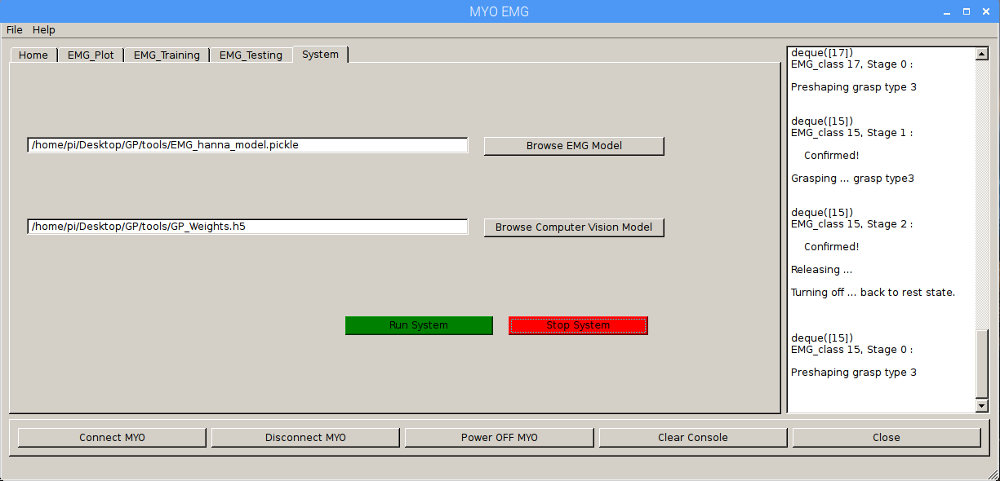 MYO EMG
File Help
Home EMG_Plot EMG_Training EMG_Testing System
/home/pi/Desktop/GP/tools/EMG_hanna_model.pickle
Browse EMG Model
/home/pi/Desktop/GP/tools/GP_Weights.h5
Browse Computer Vision Model
Run System Stop System
deque([17])
EMG_class 17, Stage 0 :
Preshaping grasp type 3
deque([15])
EMG_class 15, Stage 1 :
Confirmed!
Grasping ... grasp type3
deque([15])
EMG_class 15, Stage 2 :
Confirmed!
Releasing ...
Turning off ... back to rest state.
deque([15])
EMG_class 15, Stage 0 :
Preshaping grasp type 3
Connect MYO Disconnect MYO Power OFF MYO Clear Console Close